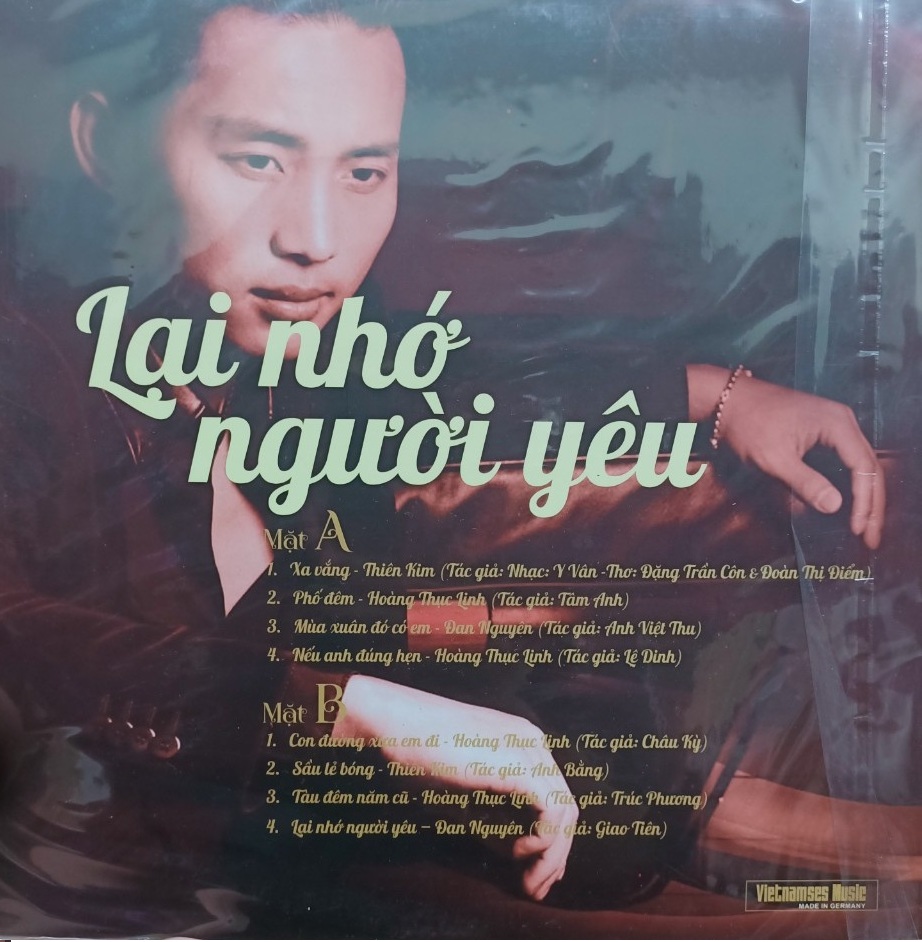 Lại nhớ
người yêu
Mặt A
1. Xa vắng - Thiên Kim (Tác giả: Nhạc: Y Vân -Thơ: Đặng Trần Côn & Đoàn Thị Điểm)
2. Phố đêm - Hoàng Thục Linh (Tác giả: Tâm Anh)
3. Mùa xuân đó có em - Đan Nguyên (Tác giả: Anh Việt Thu)
4. Nếu anh đúng hẹn - Hoàng Thục Linh (Tác giả: Lê Dinh)
Mặt B
1. Con đường xưa em đi - Hoàng Thục Linh (Tác giả: Châu Kỳ)
2. Sầu lẻ bóng - Thiên Kim (Tác giả: Anh Bằng)
3. Tàu đêm năm cũ - Hoàng Thục Linh (Tác giả: Trúc Phương)
4. Lại nhớ người yêu – Đan Nguyên (Tác giả: Giao Tiên)
Vietnamses Music
MADE IN GERMANY